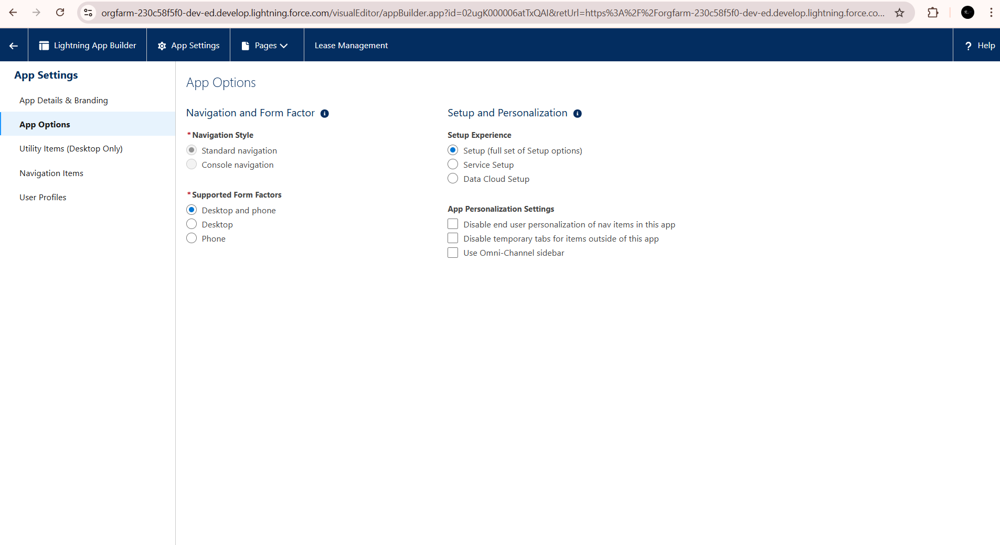 orgfarm-230c58f5f0-dev-ed.develop.lightning.force.com/visualEditor/appBuilder.app?id=02ugK000006atTxQAI&retUrl=https%3A%2F%2Forgfarm-230c58f5f0-dev-ed.develop.lightning.force.co...
Lightning App Builder
App Settings
Pages
Lease Management
? Help
App Settings
App Details & Branding
App Options
Utility Items (Desktop Only)
Navigation Items
User Profiles
App Options
Navigation and Form Factor
*Navigation Style
Standard navigation
Console navigation
*Supported Form Factors
Desktop and phone
Desktop
Phone
Setup and Personalization
Setup Experience
Setup (full set of Setup options)
Service Setup
Data Cloud Setup
App Personalization Settings
Disable end user personalization of nav items in this app
Disable temporary tabs for items outside of this app
Use Omni-Channel sidebar